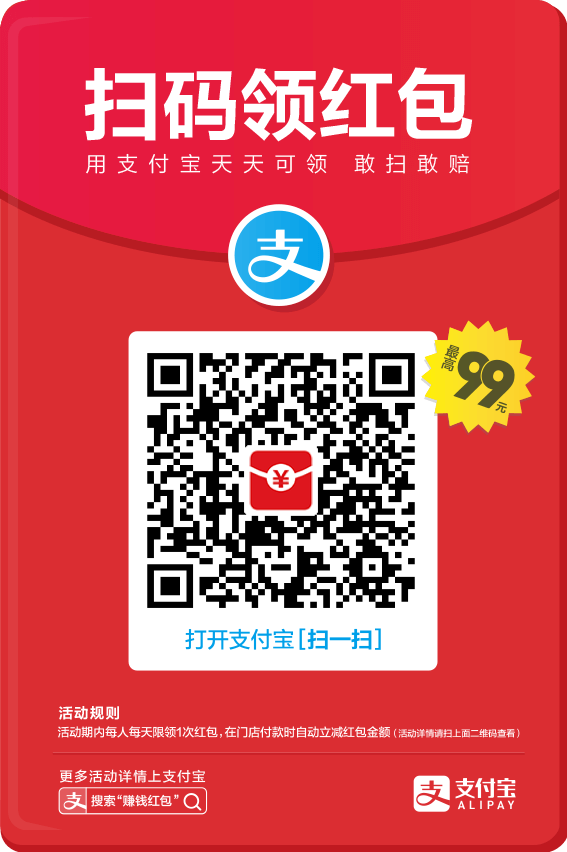 扫码领红包
用支付宝天天可领 敢扫敢赔
支
最高
99
元
¥
打开支付宝[扫一扫]
活动规则
活动期内每人每天限领1次红包，在门店付款时自动立减红包金额（活动详情请扫上面二维码查看）
更多活动详情上支付宝
支 搜索“赚钱红包”
支 支付宝
ALIPAY